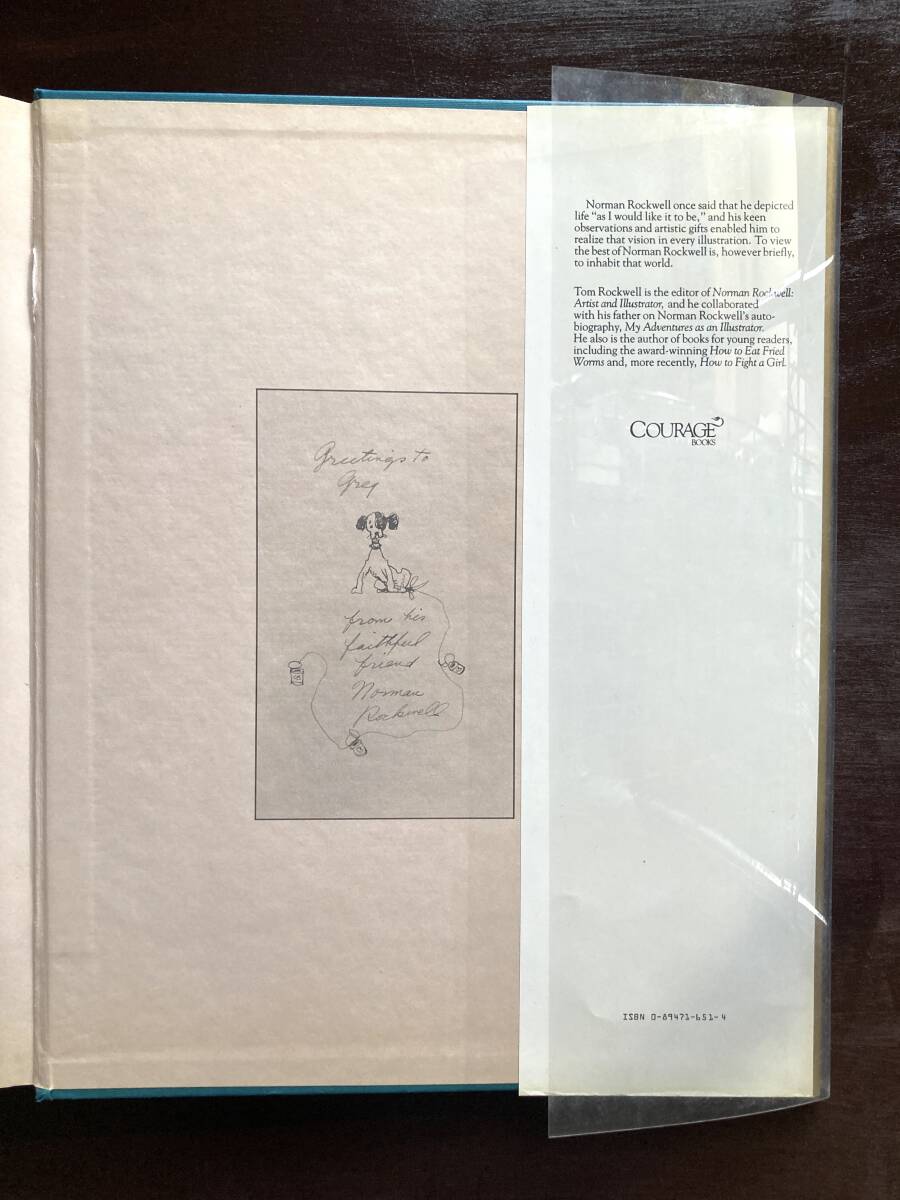 Greetings to
Greg
from his
faithful
friend
Norman
Rockwell
Norman Rockwell once said that he depicted
life “as I would like it to be,” and his keen
observations and artistic gifts enabled him to
realize that vision in every illustration. To view
the best of Norman Rockwell is, however briefly,
to inhabit that world.
Tom Rockwell is the editor of Norman Rockwell:
Artist and Illustrator, and he collaborated
with his father on Norman Rockwell’s auto-
biography, My Adventures as an Illustrator.
He also is the author of books for young readers,
including the award-winning How to Eat Fried
Worms and, more recently, How to Fight a Girl.
COURAGE
BOOKS
ISBN 0-89471-651-4